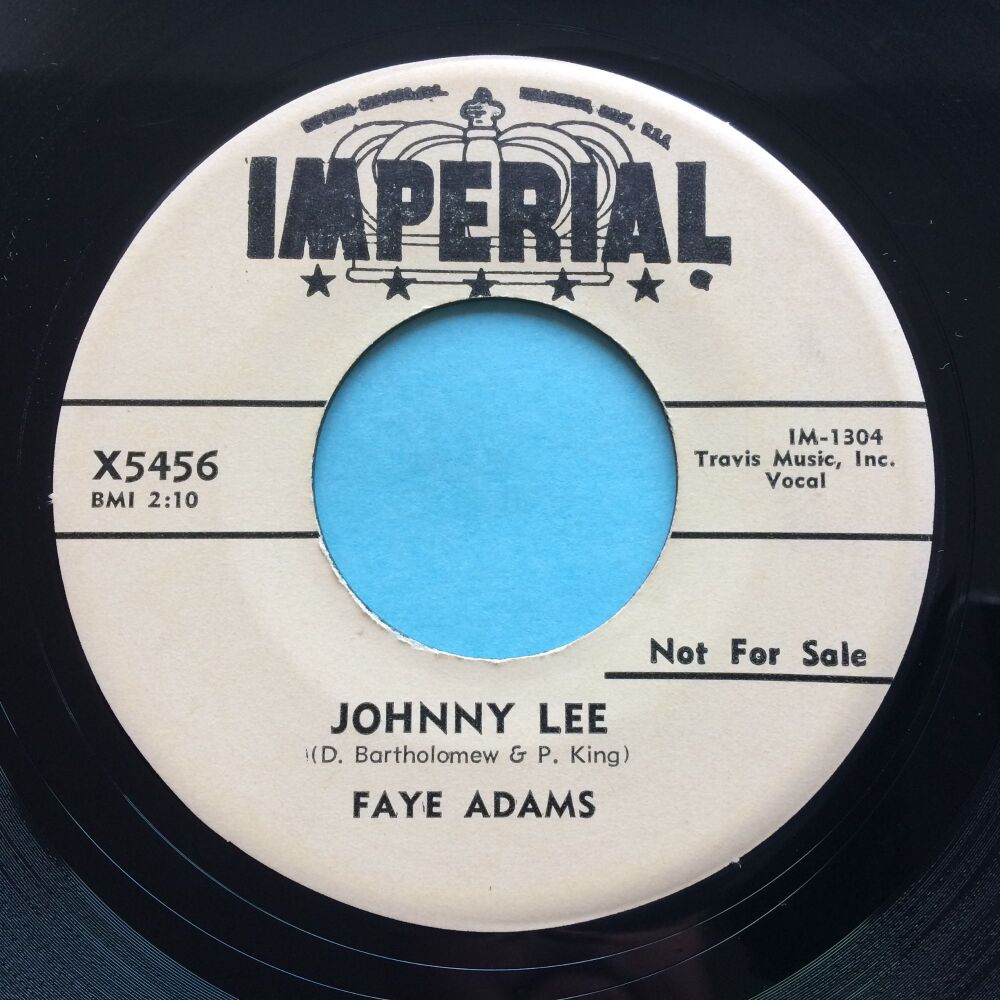 IMPERIAL
X5456
BMI 2:10
IM-1304
Travis Music, Inc.
Vocal
Not For Sale
JOHNNY LEE
(D. Bartholomew & P. King)
FAYE ADAMS